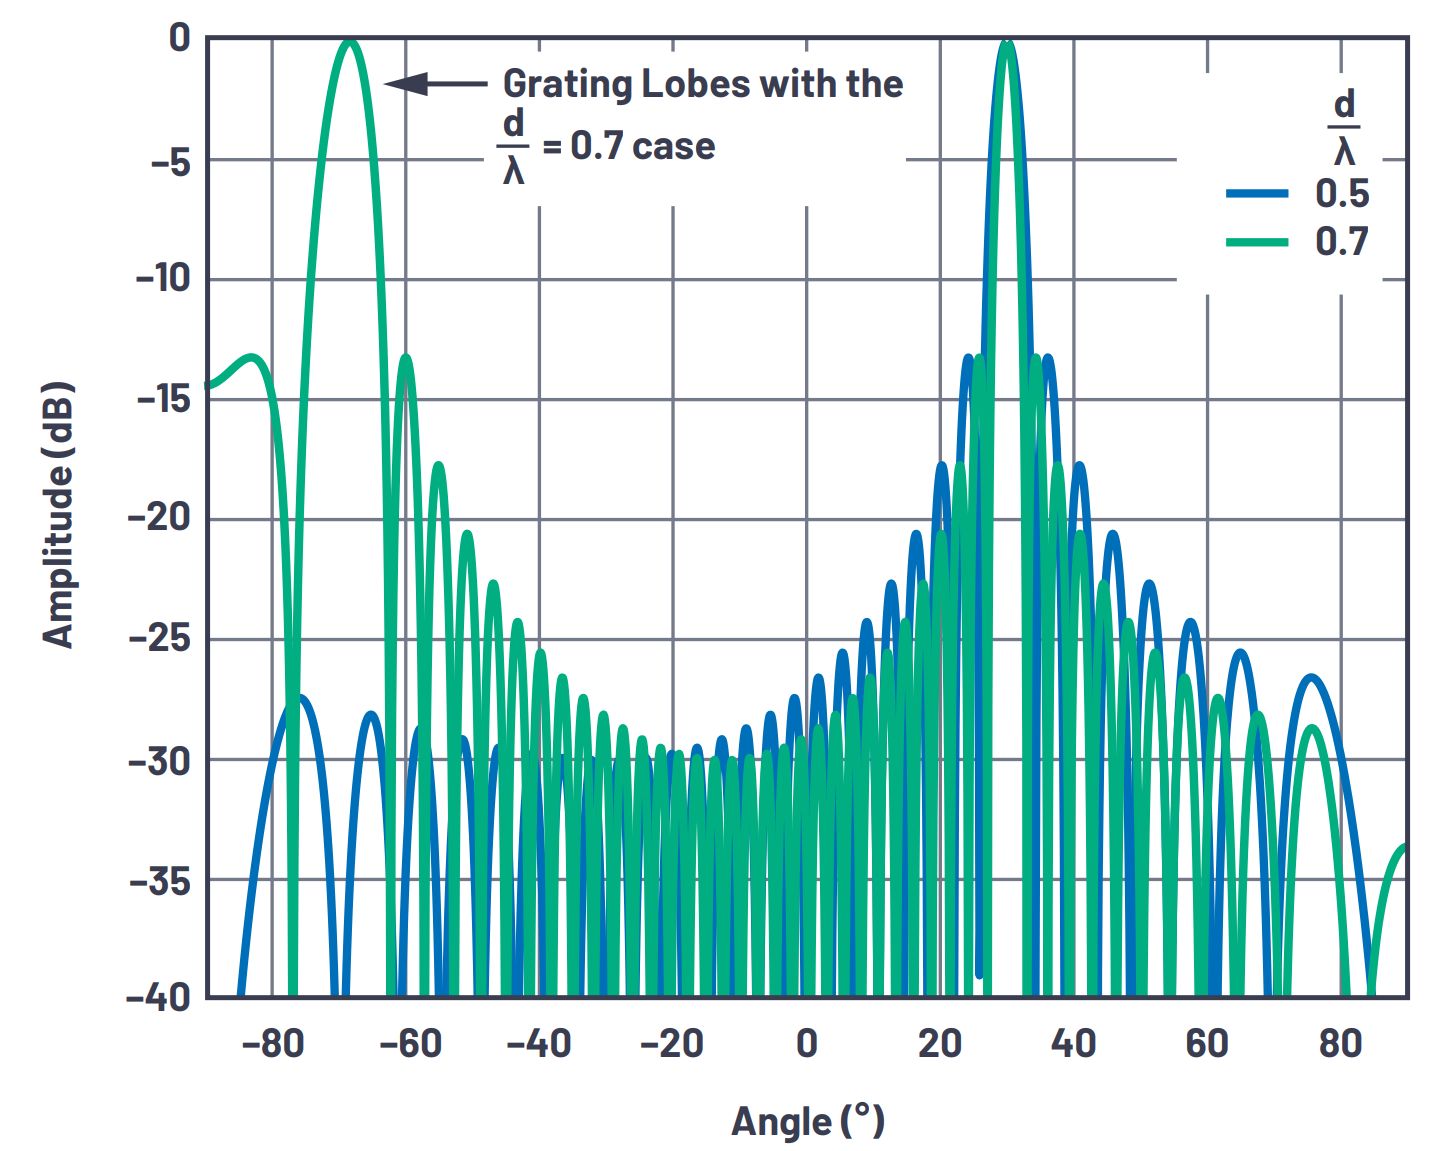 Grating Lobes with the
d/λ = 0.7 case
d/λ
0.5
0.7
0
−5
−10
−15
−20
−25
−30
−35
−40
Amplitude (dB)
−80 −60 −40 −20 0 20 40 60 80
Angle (°)